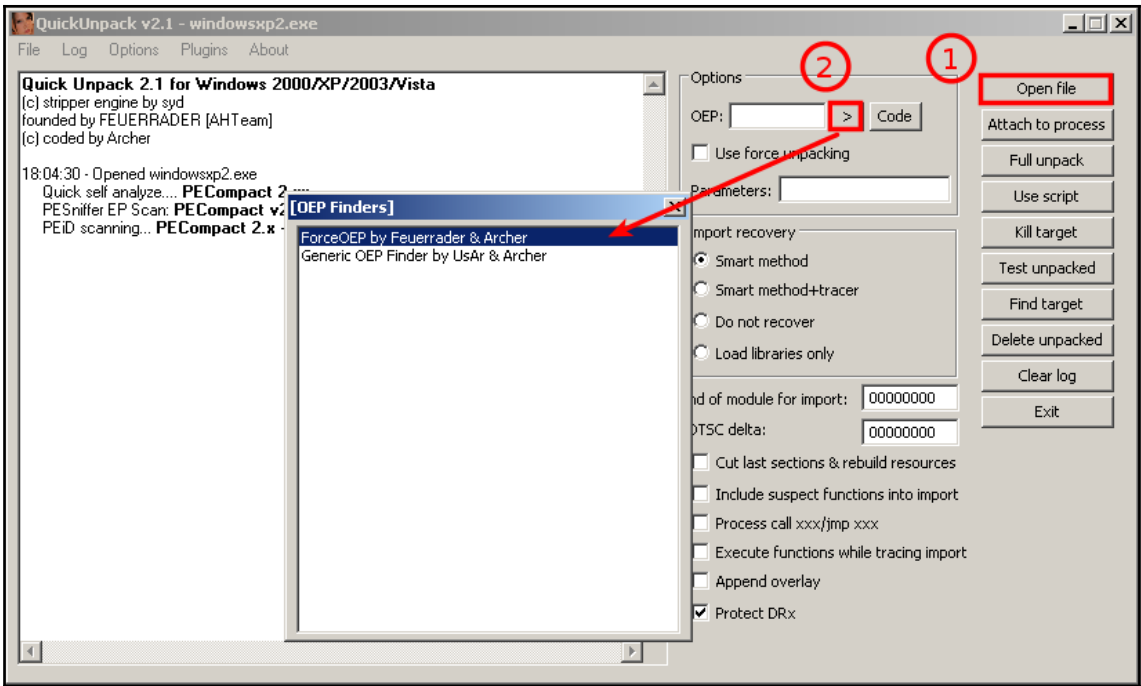 QuickUnpack v2.1 - windowsxp2.exe
File Log Options Plugins About
Quick Unpack 2.1 for Windows 2000/XP/2003/Vista
(c) stripper engine by syd
founded by FEUERRADER [AHTeam]
(c) coded by Archer
18:04:30 - Opened windowsxp2.exe
Quick self analyze.... PECompact 2
PESniffer EP Scan: PECompact v2
PEiD scanning... PECompact 2.x -
[OEP Finders]
ForceOEP by Feuerrader & Archer
Generic OEP Finder by UsAr & Archer
2
1
Options
OEP:
>
Code
Use force unpacking
Parameters:
mport recovery
Smart method
Smart method+tracer
Do not recover
Load libraries only
nd of module for import: 00000000
DTSC delta: 00000000
Cut last sections & rebuild resources
Include suspect functions into import
Process call xxx/jmp xxx
Execute functions while tracing import
Append overlay
Protect DRx
Open file
Attach to process
Full unpack
Use script
Kill target
Test unpacked
Find target
Delete unpacked
Clear log
Exit